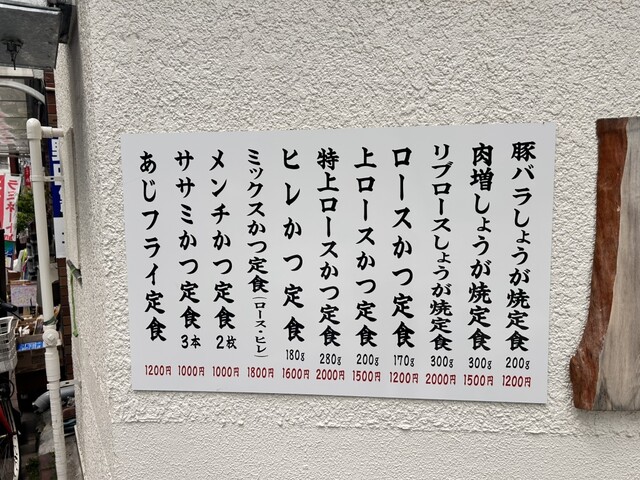 豚バラしょうが焼定食 200g 1200円
肉増しょうが焼定食 300g 1500円
リブロースしょうが焼定食 300g 2000円
ロースかつ定食 170g 1200円
上ロースかつ定食 200g 1500円
特上ロースかつ定食 280g 2000円
ヒレかつ定食 180g 1600円
ミックスかつ定食(ロース・ヒレ) 1800円
メンチかつ定食 2枚 1000円
ササミかつ定食 3本 1000円
あじフライ定食 1200円